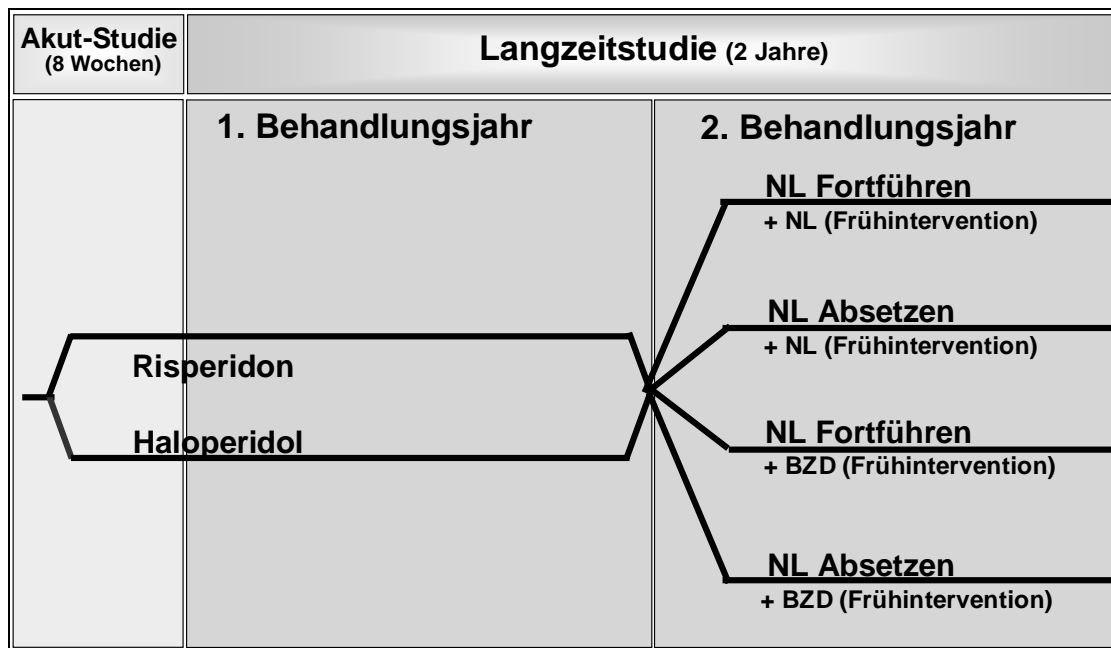 Akut-Studie
(8 Wochen)
Langzeitstudie (2 Jahre)
1. Behandlungsjahr
2. Behandlungsjahr
NL Fortführen
+ NL (Frühintervention)
NL Absetzen
+ NL (Frühintervention)
Risperidon
Haloperidol
NL Fortführen
+ BZD (Frühintervention)
NL Absetzen
+ BZD (Frühintervention)